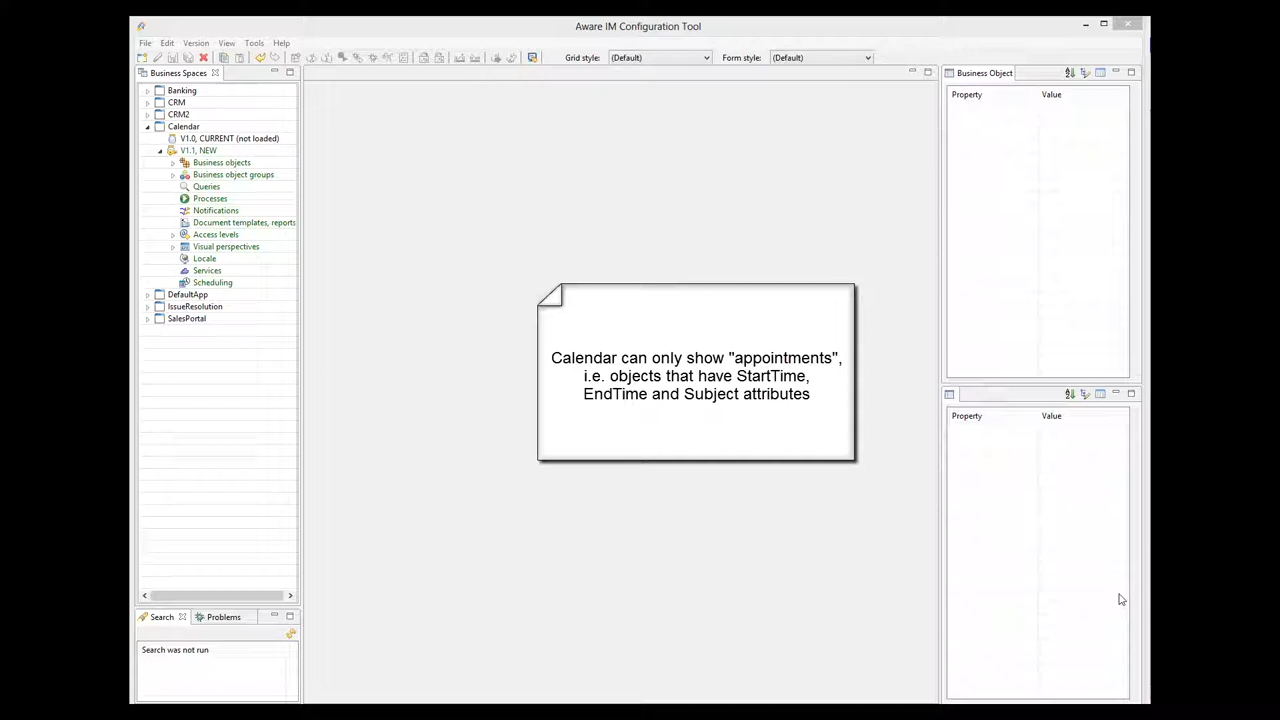 Aware IM Configuration Tool
File Edit Version View Tools Help
Grid style: (Default) Form style: (Default)
Business Spaces
Banking
CRM
CRM2
Calendar
V1.0, CURRENT (not loaded)
V1.1, NEW
Business objects
Business object groups
Queries
Processes
Notifications
Document templates, reports
Access levels
Visual perspectives
Locale
Services
Scheduling
DefaultApp
IssueResolution
SalesPortal
Search Problems
Search was not run
Calendar can only show "appointments",
i.e. objects that have StartTime,
EndTime and Subject attributes
Business Object
Property Value
Property Value